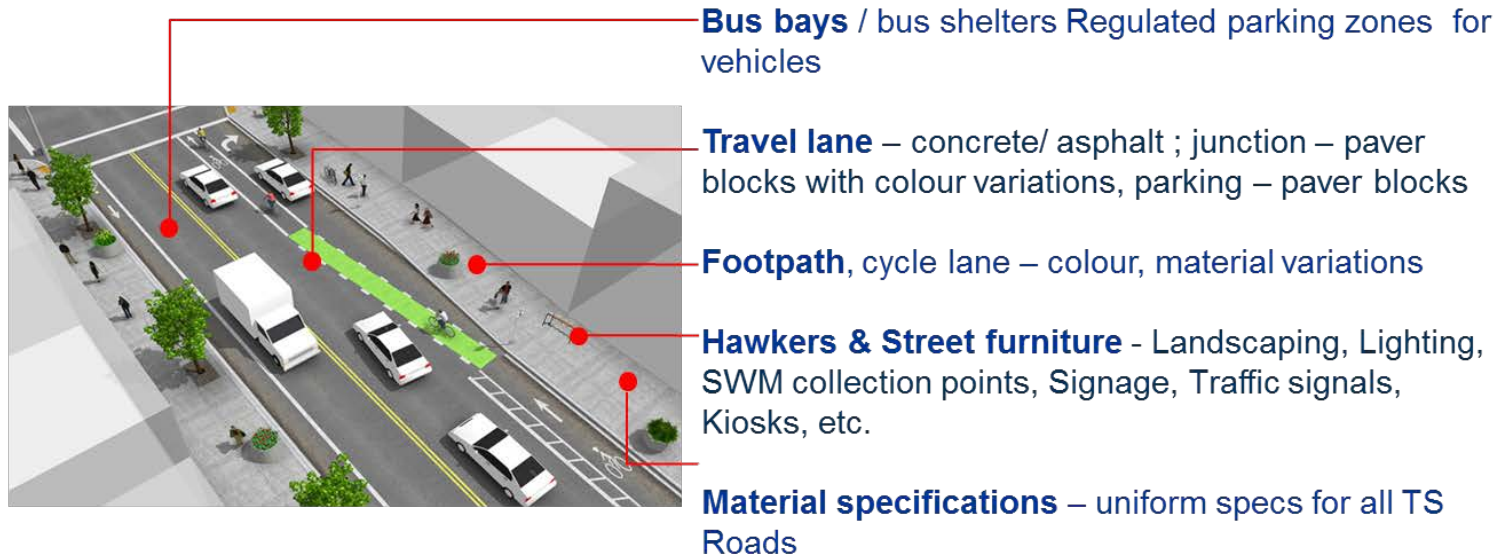 Bus bays / bus shelters Regulated parking zones for
vehicles
Travel lane – concrete/ asphalt ; junction – paver
blocks with colour variations, parking – paver blocks
Footpath, cycle lane – colour, material variations
Hawkers & Street furniture - Landscaping, Lighting,
SWM collection points, Signage, Traffic signals,
Kiosks, etc.
Material specifications – uniform specs for all TS
Roads